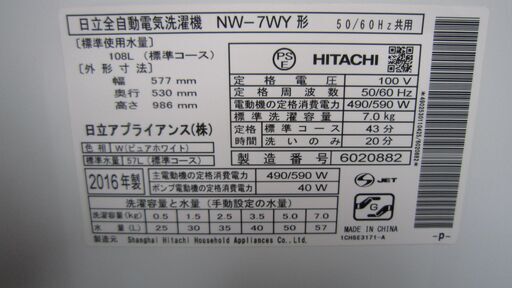 日立全自動電気洗濯機 NW-7WY 形 50/60Hz共用
[標準使用水量]
108L (標準コース)
[外形寸法]
幅 577 mm
奥行 530 mm
高さ 986 mm
日立アプライアンス(株)
PS E HITACHI
定格電圧 100 V
定格周波数 50/60 Hz
電動機の定格消費電力 490/590 W
標準洗濯容量 7.0 kg
定格時間 標準コース 43 分
洗いのみ 20 分
色相 W(ピュアホワイト)
標準水量 57L (標準コース)
製造番号 6020882
2016 年製
主電動機の定格消費電力 490/590 W
ポンプ電動機の定格消費電力 40 W
S JET
洗濯容量と水量 (手動設定の水量)
洗濯容量(kg) 0.5 1.5 2.5 3.5 5.0 7.0
水量(L) 25 30 35 40 50 57
G
MADE IN CHINA
製造元 Shanghai Hitachi Household Appliances Co.,Ltd.
1CHSE3171-A
-p-